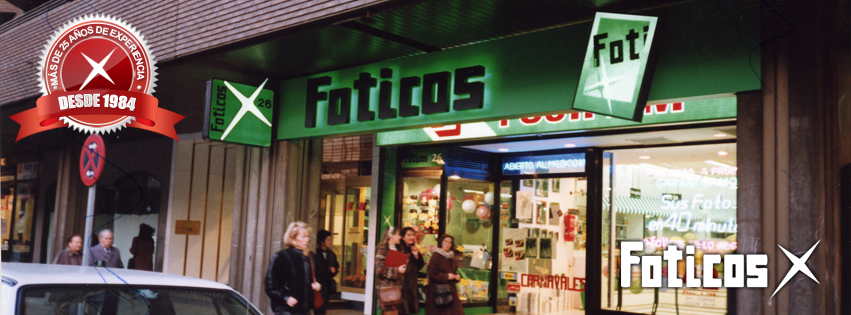 MÁS DE 25 AÑOS DE EXPERIENCIA
DESDE 1984
Foticos 26
Foticos
Foti
ABIERTO AL MEDIODIA
Sus Fotos
en 40 minutos
CARNAVALES
Foticos